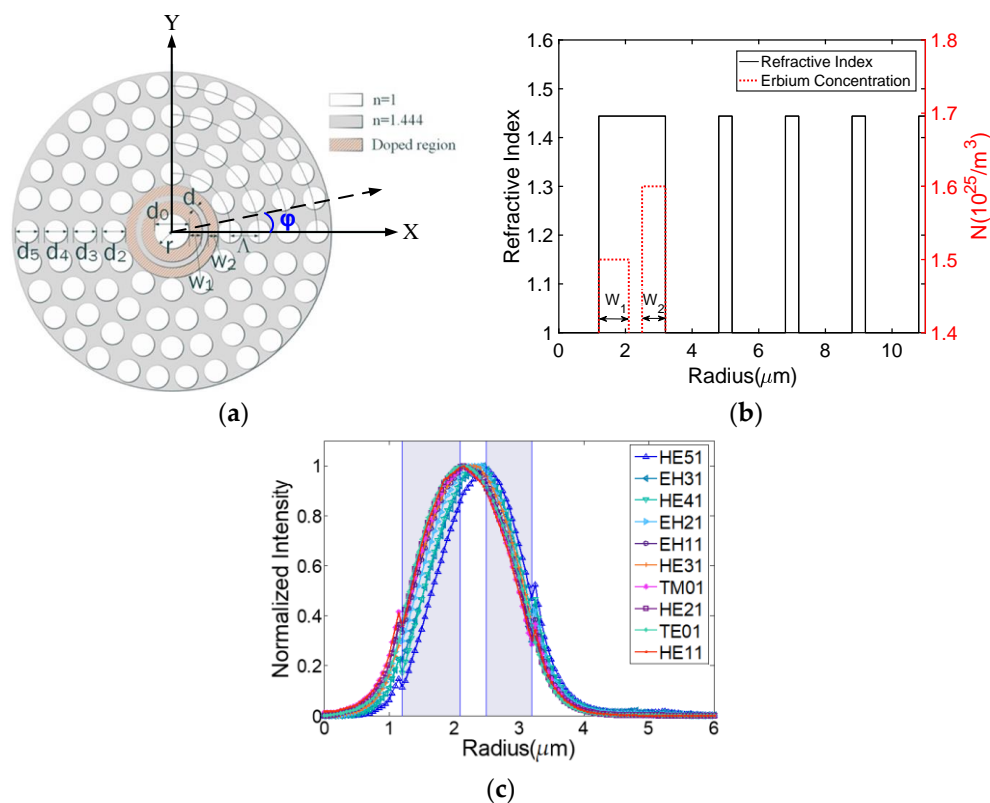 Y
n=1
n=1.444
Doped region
d
d₀
φ
X
r
d₅ d₄ d₃ d₂
Λ
w₂
w₁
(a)
1.6
1.5
1.4
1.3
1.2
1.1
1
Refractive Index
Refractive Index
Erbium Concentration
W₁
W₂
1.8
1.7
1.6
1.5
1.4
N(10²⁵/m³)
0 2 4 6 8 10
Radius(μm)
(b)
1
0.8
0.6
0.4
0.2
0
Normalized Intensity
HE51
EH31
HE41
EH21
EH11
HE31
TM01
HE21
TE01
HE11
0 1 2 3 4 5 6
Radius(μm)
(c)